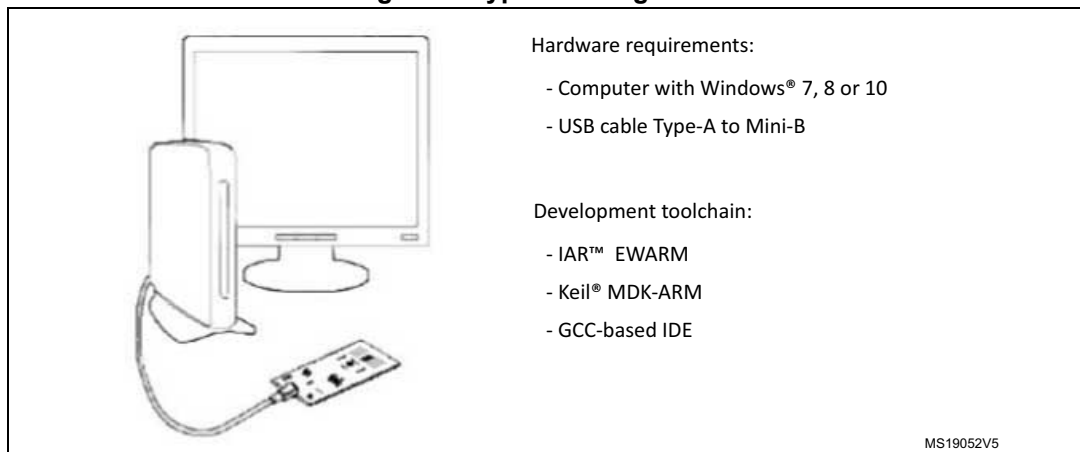 Hardware requirements:
- Computer with Windows® 7, 8 or 10
- USB cable Type-A to Mini-B
Development toolchain:
- IAR™ EWARM
- Keil® MDK-ARM
- GCC-based IDE
MS19052V5